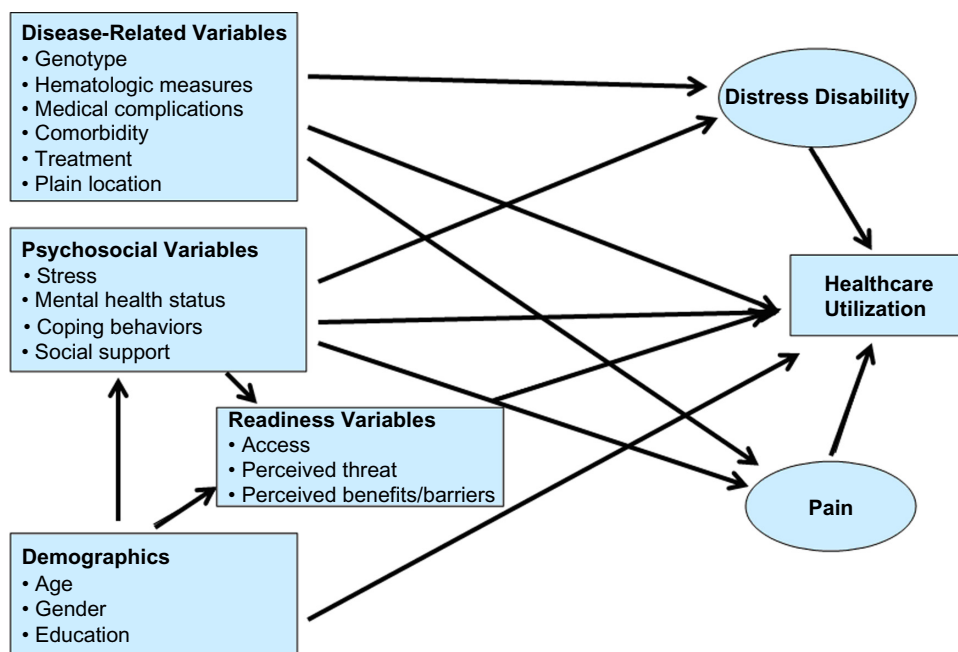 Disease-Related Variables
• Genotype
• Hematologic measures
• Medical complications
• Comorbidity
• Treatment
• Plain location
Distress Disability
Psychosocial Variables
• Stress
• Mental health status
• Coping behaviors
• Social support
Healthcare
Utilization
Readiness Variables
• Access
• Perceived threat
• Perceived benefits/barriers
Pain
Demographics
• Age
• Gender
• Education